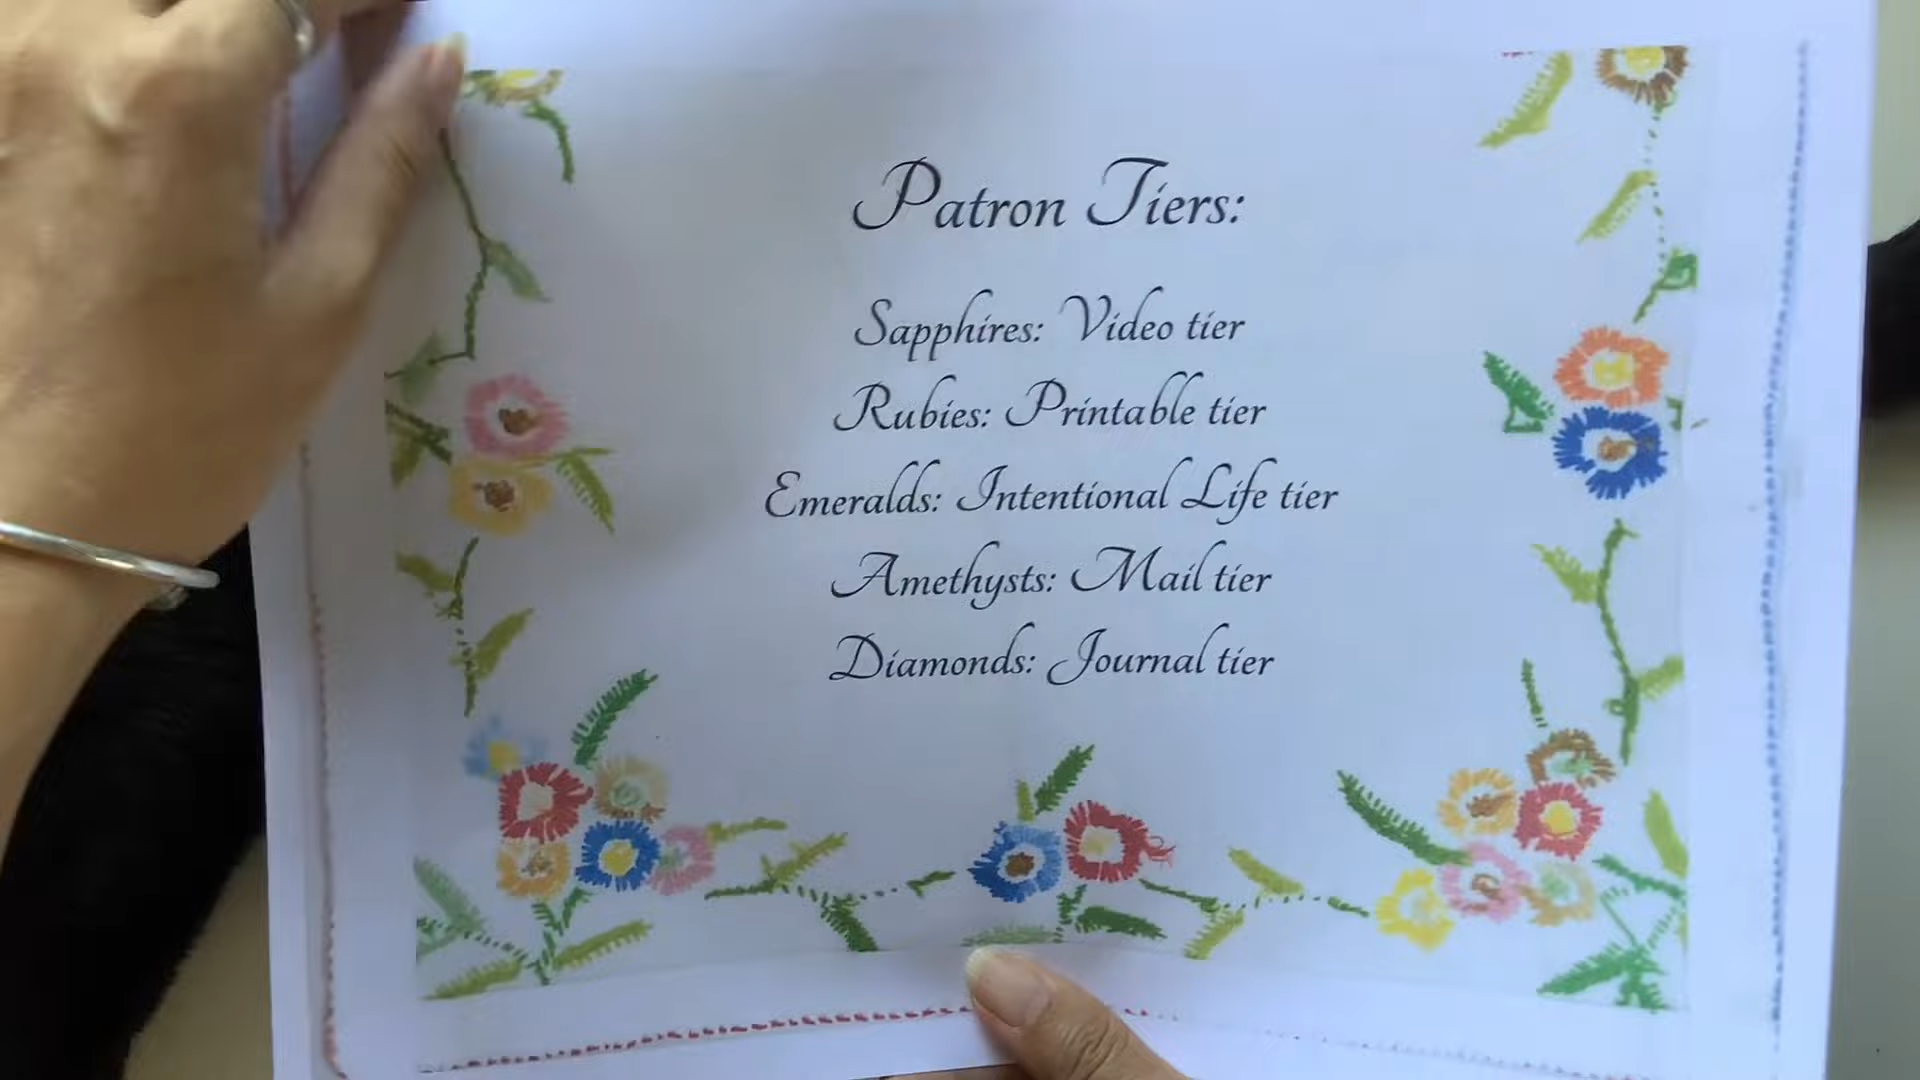 Patron Tiers:
Sapphires: Video tier
Rubies: Printable tier
Emeralds: Intentional Life tier
Amethysts: Mail tier
Diamonds: Journal tier